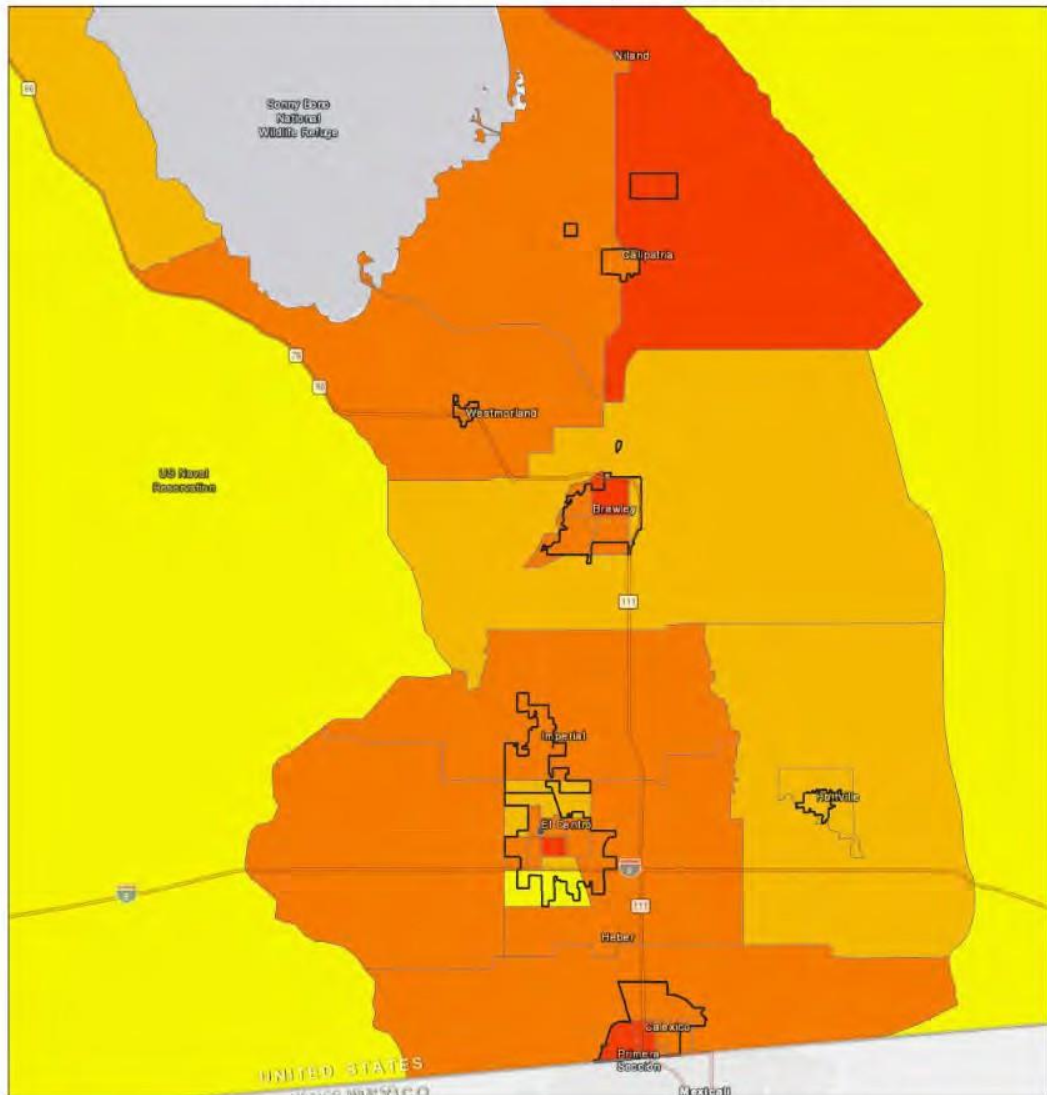 Niland
86
Sonny Bono
National
Wildlife Refuge
Calipatria
78
Westmorland
US Naval
Reservation
Brawley
111
Imperial
Holtville
El Centro
8
8
111
Heber
Calexico
Primera
Sección
UNITED STATES
Mexicali